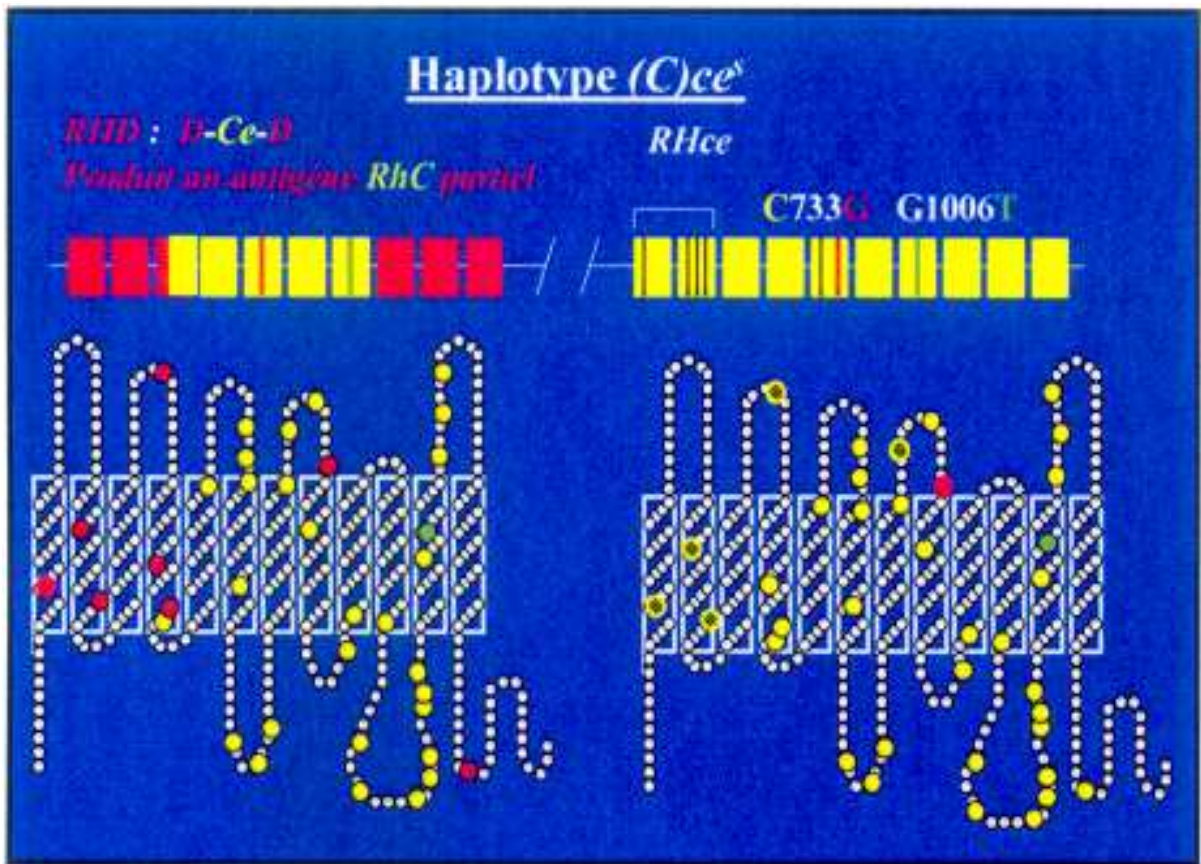 Haplotype (C)ce^s
RHD : D-Ce-D
Produit un antigène RhC partiel
RHce
C733G G1006T